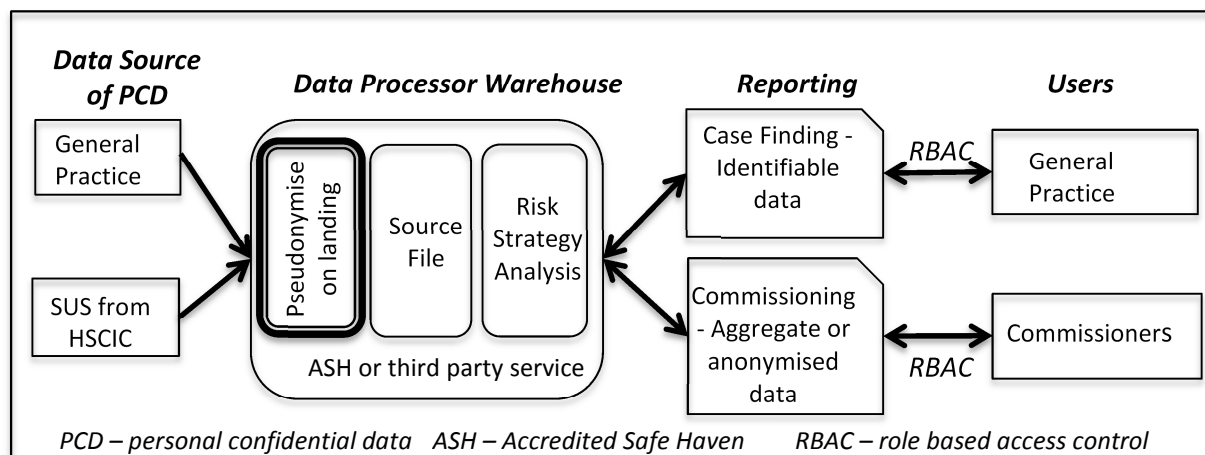 Data Source
of PCD
Data Processor Warehouse
Reporting
Users
General
Practice
SUS from
HSCIC
Pseudonymise
on landing
Source
File
Risk
Strategy
Analysis
ASH or third party service
Case Finding -
Identifiable
data
Commissioning
- Aggregate or
anonymised
data
RBAC
RBAC
General
Practice
Commissioners
PCD – personal confidential data ASH – Accredited Safe Haven RBAC – role based access control